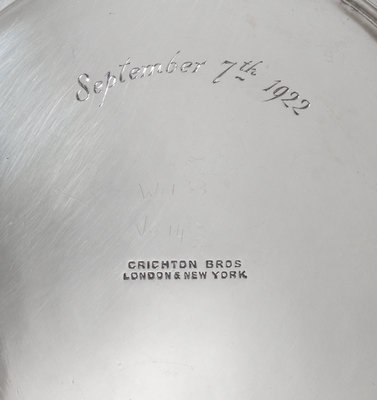 September 7th 1922
CRICHTON BROS
LONDON & NEW YORK